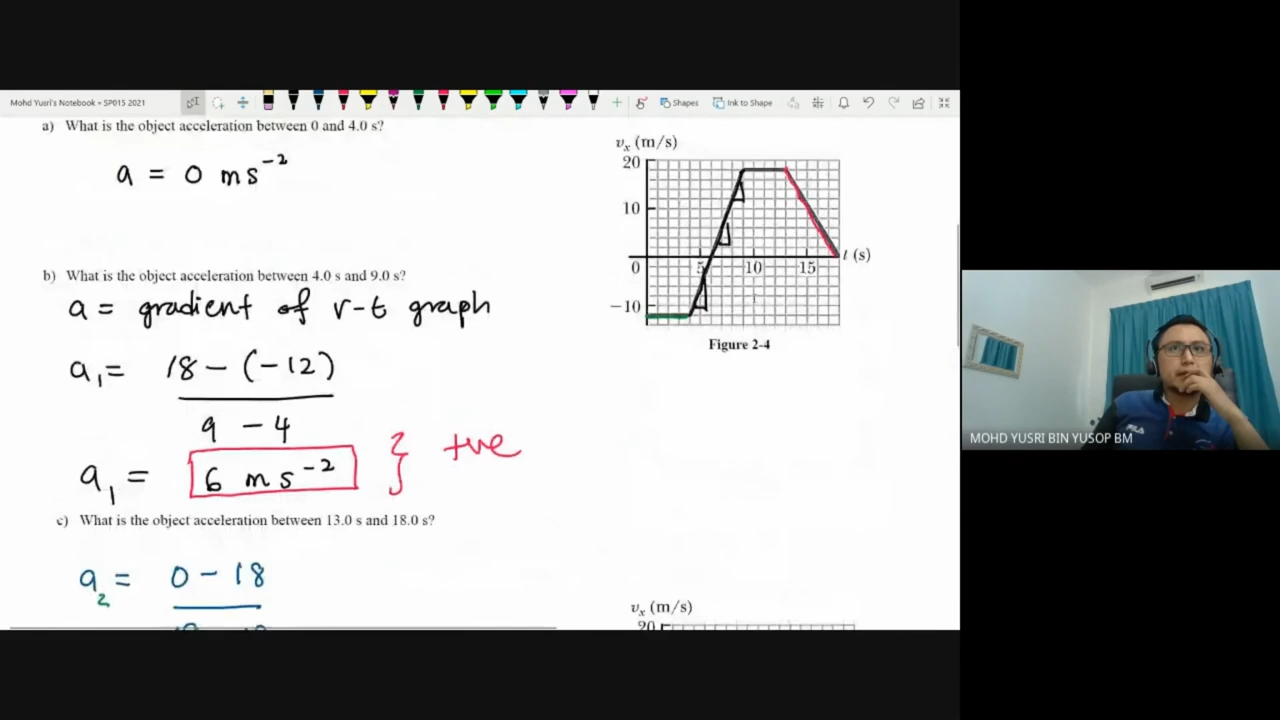 Mohd Yusri's Notebook » SP015 2021
Shapes
Ink to Shape
a) What is the object acceleration between 0 and 4.0 s?
a = 0 ms⁻²
b) What is the object acceleration between 4.0 s and 9.0 s?
a = gradient of v-t graph
a₁ = 18 - (-12)
9 - 4
a₁ = 6 ms⁻² } +ve
c) What is the object acceleration between 13.0 s and 18.0 s?
a₂ = 0 - 18
vₓ (m/s)
20
10
0
5
10
15
t (s)
-10
Figure 2-4
vₓ (m/s)
20
FILA
MOHD YUSRI BIN YUSOP BM